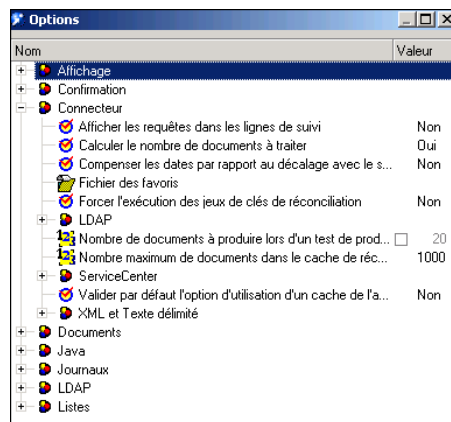 Options
Nom Valeur
Affichage
Confirmation
Connecteur
Afficher les requêtes dans les lignes de suivi Non
Calculer le nombre de documents à traiter Oui
Compenser les dates par rapport au décalage avec le s... Non
Fichier des favoris
Forcer l'exécution des jeux de clés de réconciliation Non
LDAP
Nombre de documents à produire lors d'un test de prod... 20
Nombre maximum de documents dans le cache de réc... 1000
ServiceCenter
Valider par défaut l'option d'utilisation d'un cache de l'a... Non
XML et Texte délimité
Documents
Java
Journaux
LDAP
Listes